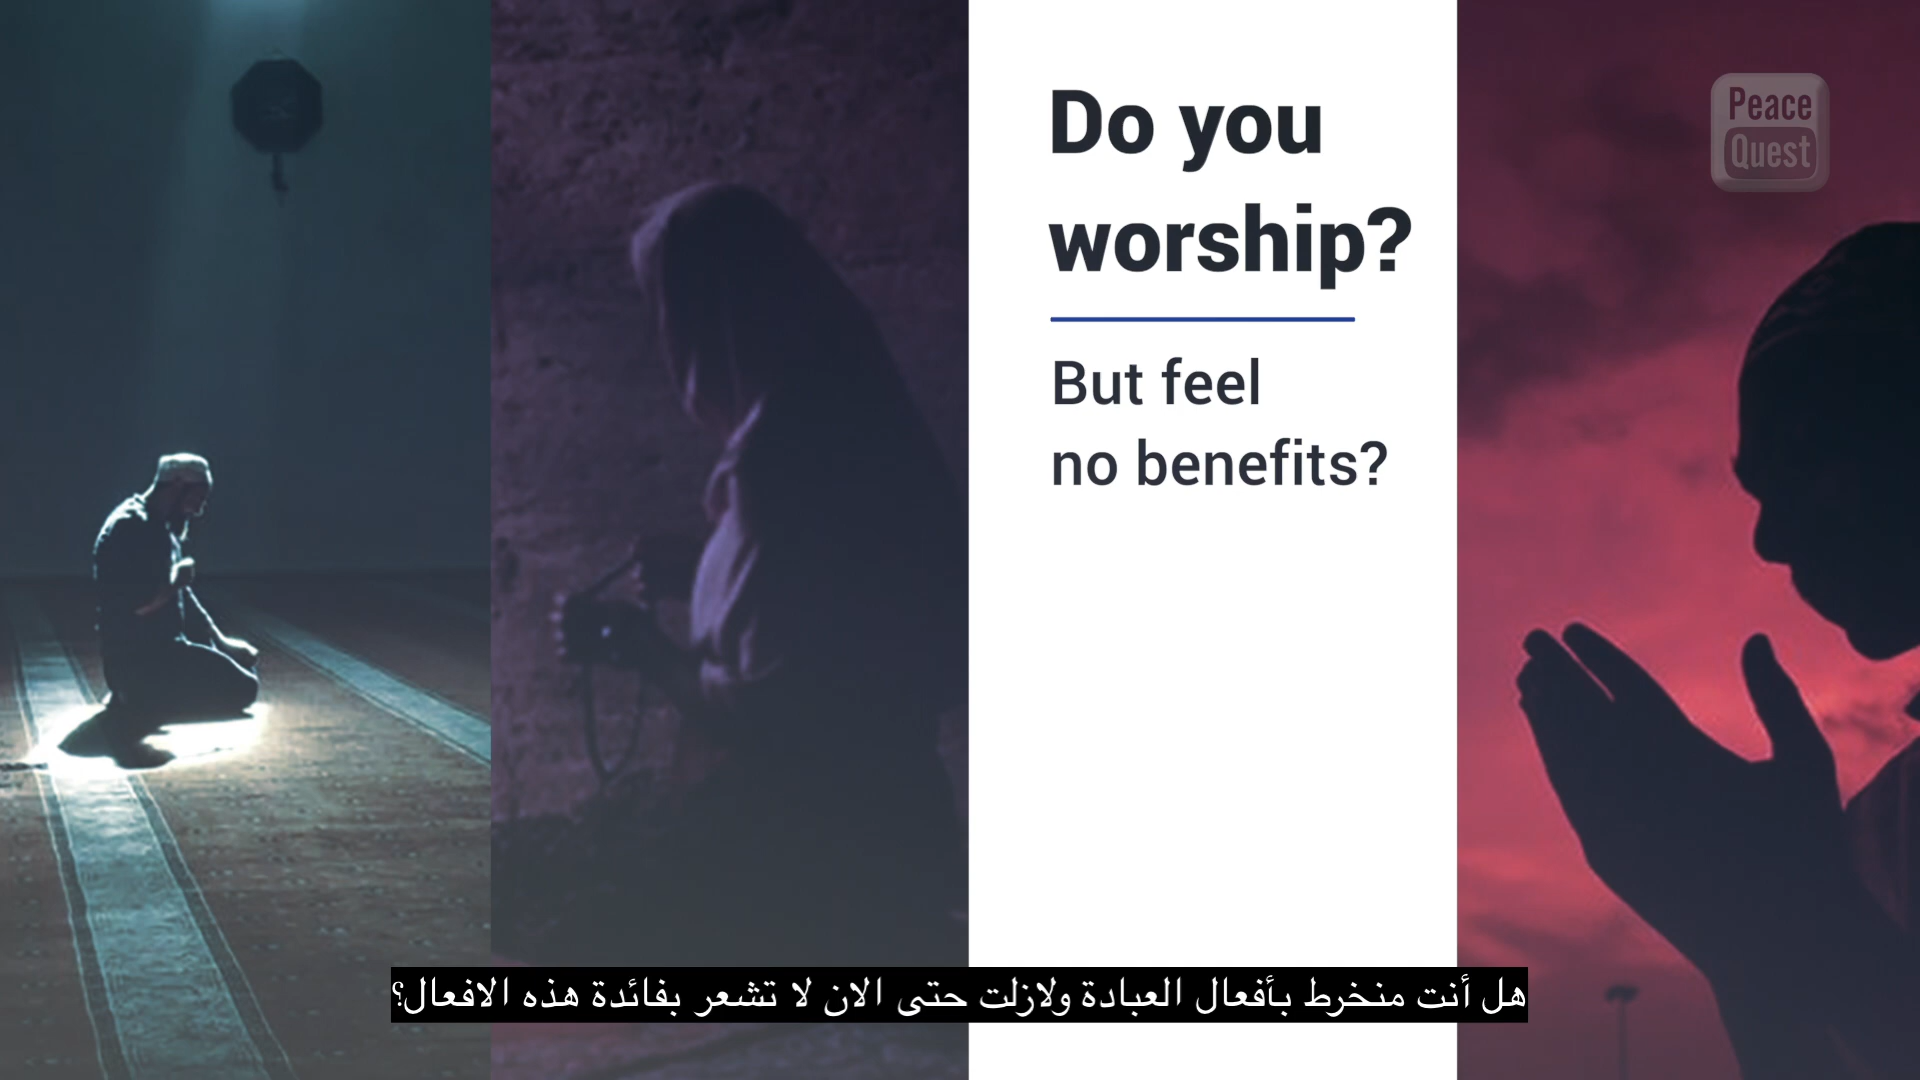 Do you
worship?
But feel
no benefits?
Peace
Quest
هل أنت منخرط بأفعال العبادة ولازلت حتى الان لا تشعر بفائدة هذه الافعال؟